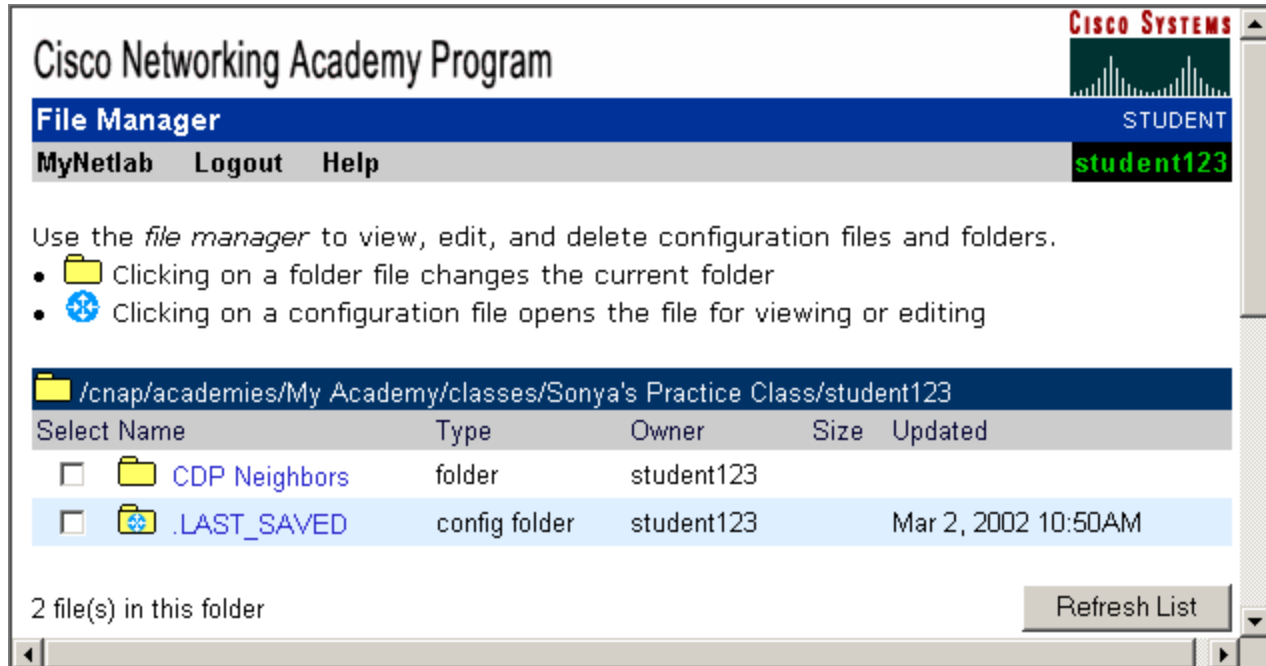 CISCO SYSTEMS
Cisco Networking Academy Program
File Manager STUDENT
MyNetlab Logout Help student123
Use the file manager to view, edit, and delete configuration files and folders.
• Clicking on a folder file changes the current folder
• Clicking on a configuration file opens the file for viewing or editing
/cnap/academies/My Academy/classes/Sonya's Practice Class/student123
Select Name Type Owner Size Updated
CDP Neighbors folder student123
.LAST_SAVED config folder student123 Mar 2, 2002 10:50AM
2 file(s) in this folder Refresh List